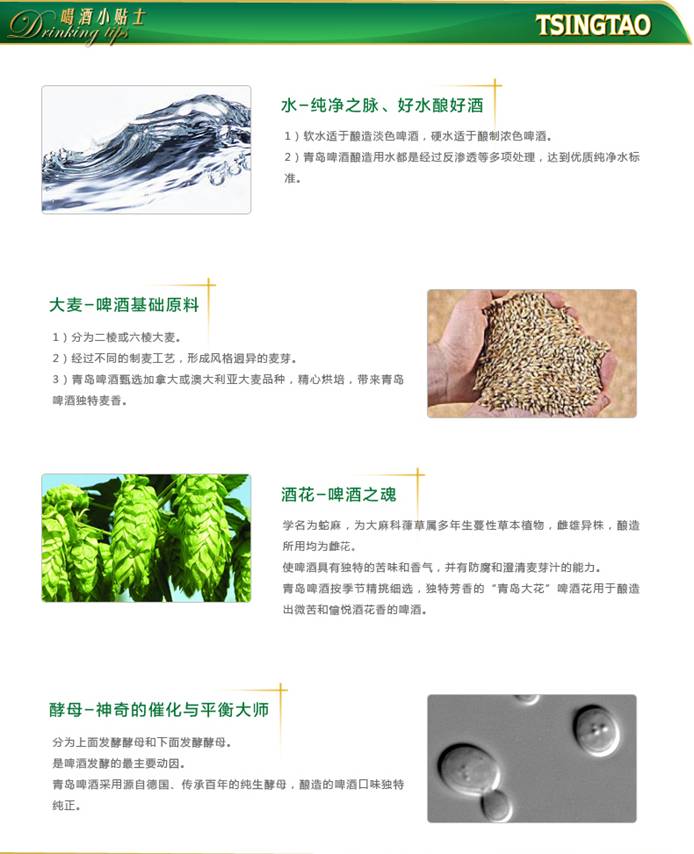 喝酒小贴士
Drinking tips
TSINGTAO
水-纯净之脉、好水酿好酒
1）软水适于酿造淡色啤酒，硬水适于酿制浓色啤酒。
2）青岛啤酒酿造用水都是经过反渗透等多项处理，达到优质纯净水标
准。
大麦-啤酒基础原料
1）分为二棱或六棱大麦。
2）经过不同的制麦工艺，形成风格迥异的麦芽。
3）青岛啤酒甄选加拿大或澳大利亚大麦品种，精心烘培，带来青岛
啤酒独特麦香。
酒花-啤酒之魂
学名为蛇麻，为大麻科葎草属多年生蔓性草本植物，雌雄异株，酿造
所用均为雌花。
使啤酒具有独特的苦味和香气，并有防腐和澄清麦芽汁的能力。
青岛啤酒按季节精挑细选，独特芳香的“青岛大花”啤酒花用于酿造
出微苦和愉悦酒花香的啤酒。
酵母-神奇的催化与平衡大师
分为上面发酵酵母和下面发酵酵母。
是啤酒发酵的最主要动因。
青岛啤酒采用源自德国、传承百年的纯生酵母，酿造的啤酒口味独特
纯正。